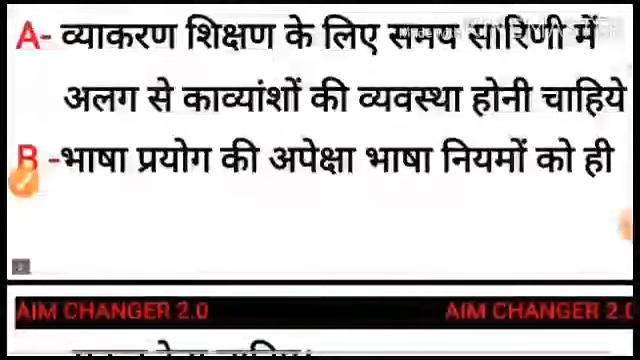 A- व्याकरण शिक्षण के लिए समय सारिणी में
अलग से काव्यांशों की व्यवस्था होनी चाहिये
B -भाषा प्रयोग की अपेक्षा भाषा नियमों को ही
AIM CHANGER 2.0 AIM CHANGER 2.0